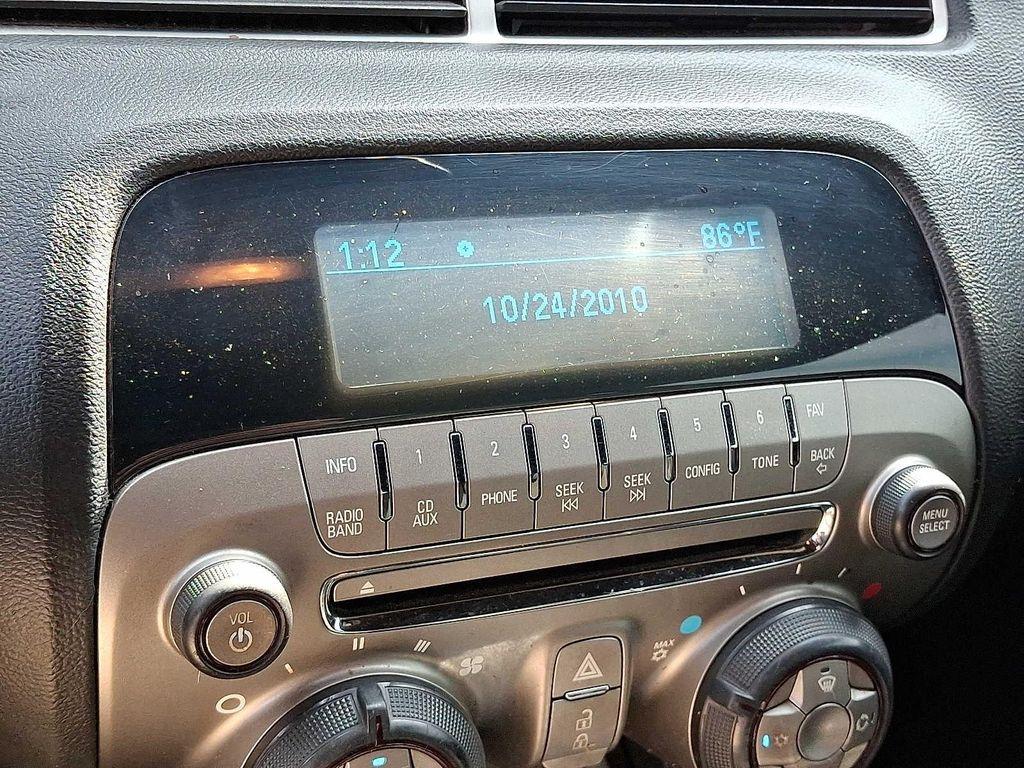 1:12 86°F
10/24/2010
INFO 1 2 3 4 5 6 FAV
RADIO BAND CD AUX PHONE SEEK SEEK CONFIG TONE BACK
MENU SELECT
VOL
MAX